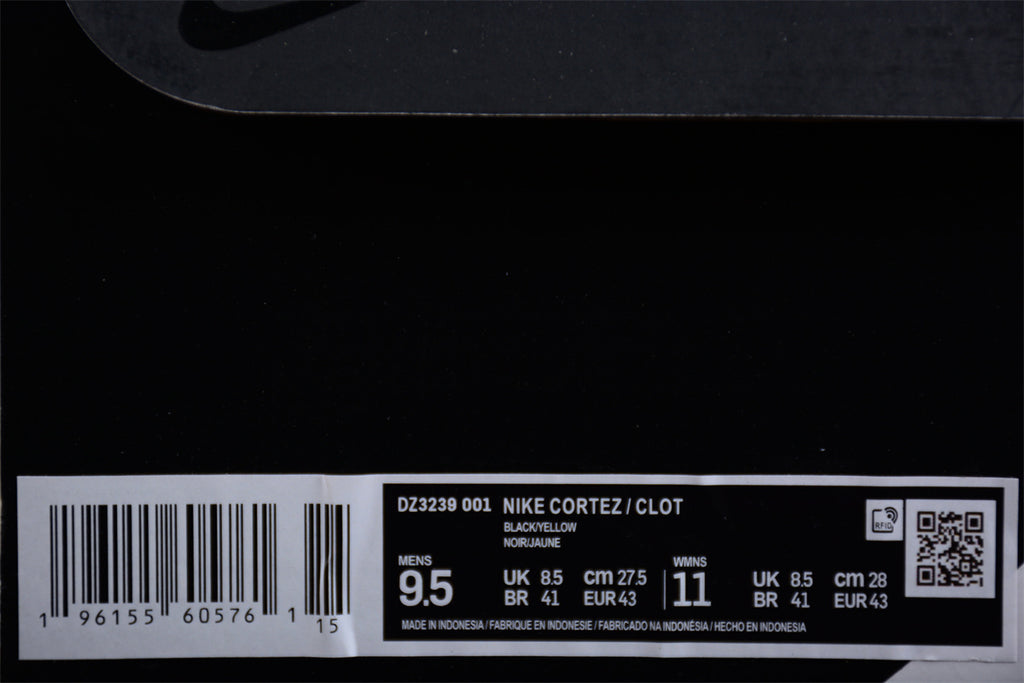 DZ3239 001 NIKE CORTEZ / CLOT
BLACK/YELLOW
NOIR/JAUNE
RFID
MENS
9.5
UK 8.5 cm 27.5
BR 41 EUR 43
WMNS
11
UK 8.5 cm 28
BR 41 EUR 43
MADE IN INDONESIA / FABRIQUE EN INDONESIE / FABRICADO NA INDONÉSIA / HECHO EN INDONESIA
1 96155 60576 1
15